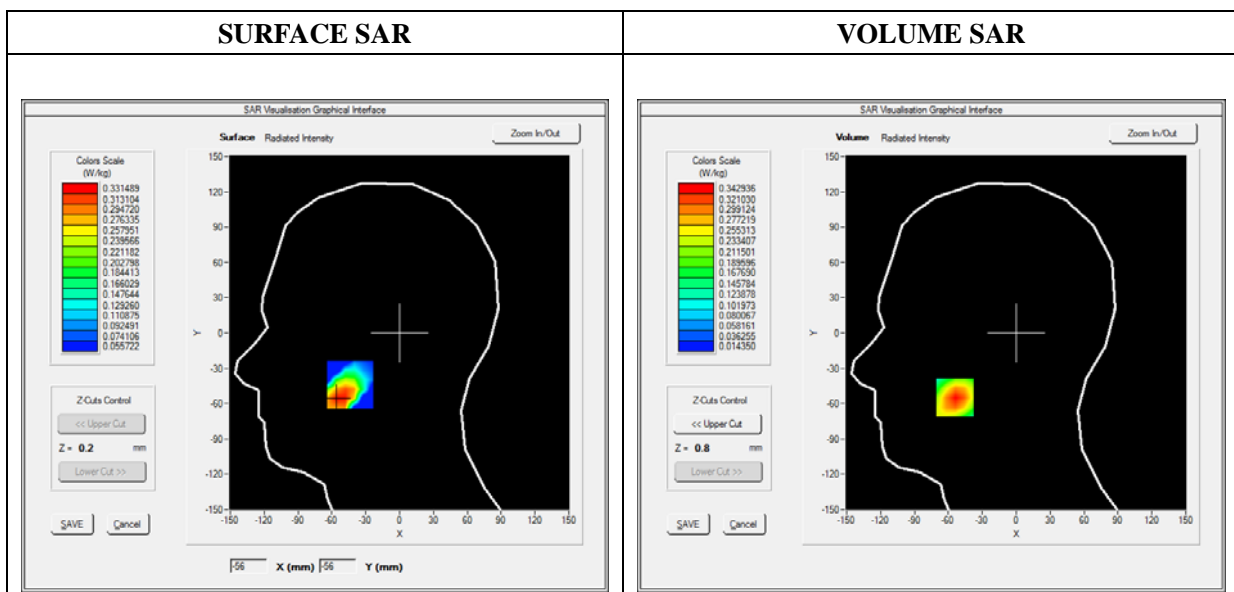 SURFACE SAR
VOLUME SAR
SAR Visualisation Graphical Interface
Surface Radiated Intensity
Zoom In/Out
Colors Scale
(W/kg)
0.331489
0.313104
0.294720
0.276335
0.257951
0.239566
0.221182
0.202798
0.184413
0.166029
0.147644
0.129260
0.110875
0.092491
0.074106
0.055722
150
120
90
60
30
0
-30
-60
-90
-120
-150
Y
-150 -120 -90 -60 -30 0 30 60 90 120 150
X
Z-Cuts Control
<< Upper Cut
Z = 0.2 mm
Lower Cut >>
SAVE Cancel
-56 X (mm) -56 Y (mm)
SAR Visualisation Graphical Interface
Volume Radiated Intensity
Zoom In/Out
Colors Scale
(W/kg)
0.342936
0.321030
0.299124
0.277219
0.255313
0.233407
0.211501
0.189596
0.167690
0.145784
0.123878
0.101973
0.080067
0.058161
0.036255
0.014350
150
120
90
60
30
0
-30
-60
-90
-120
-150
Y
-150 -120 -90 -60 -30 0 30 60 90 120 150
X
Z-Cuts Control
<< Upper Cut
Z = 0.8 mm
Lower Cut >>
SAVE Cancel